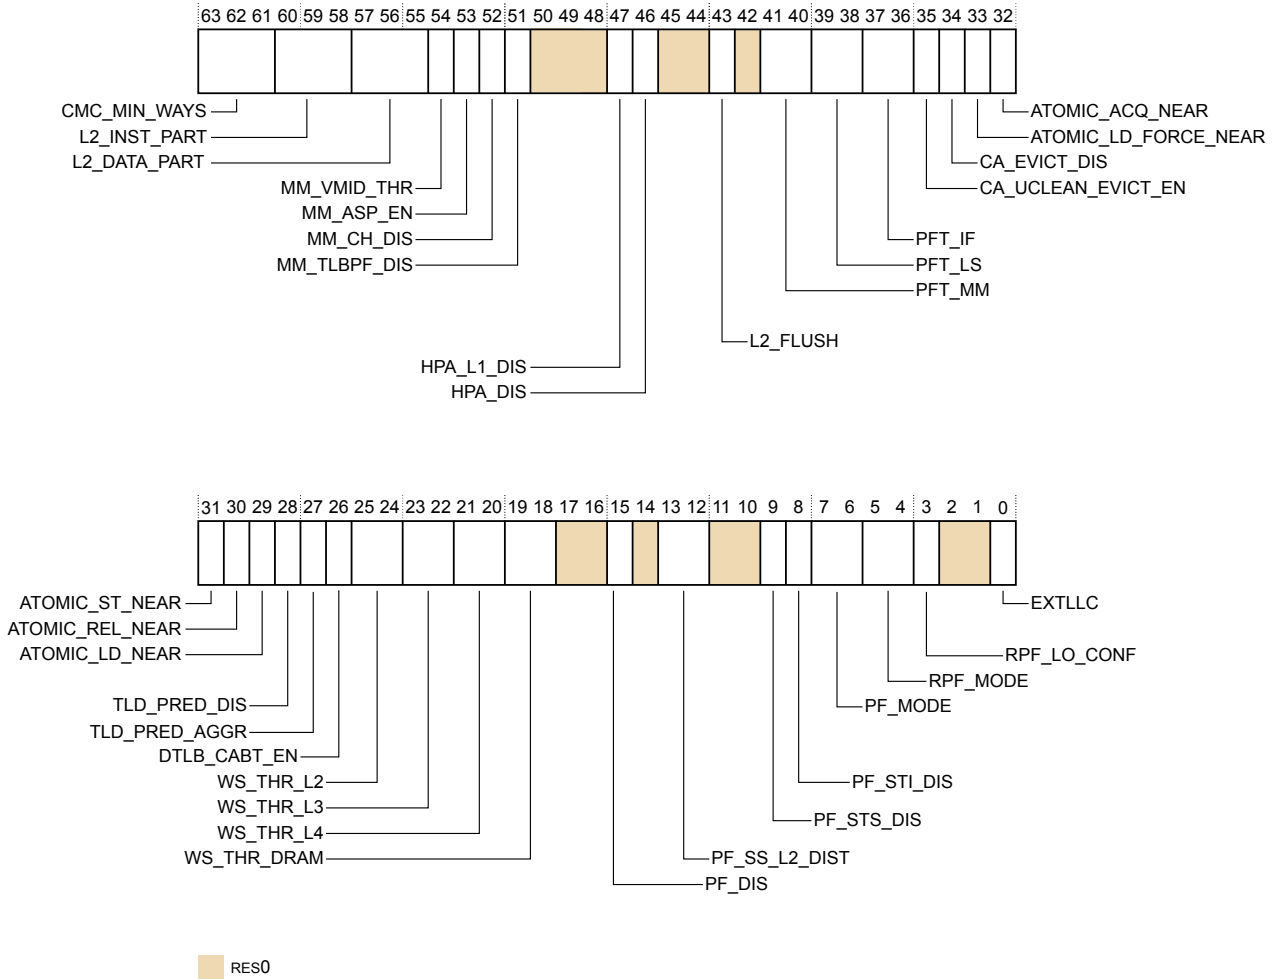 63 62 61 60 59 58 57 56 55 54 53 52 51 50 49 48 47 46 45 44 43 42 41 40 39 38 37 36 35 34 33 32
CMC_MIN_WAYS
ATOMIC_ACQ_NEAR
L2_INST_PART
ATOMIC_LD_FORCE_NEAR
L2_DATA_PART
CA_EVICT_DIS
MM_VMID_THR
CA_UCLEAN_EVICT_EN
MM_ASP_EN
MM_CH_DIS
PFT_IF
MM_TLBPF_DIS
PFT_LS
PFT_MM
L2_FLUSH
HPA_L1_DIS
HPA_DIS
31 30 29 28 27 26 25 24 23 22 21 20 19 18 17 16 15 14 13 12 11 10 9 8 7 6 5 4 3 2 1 0
ATOMIC_ST_NEAR
EXTLLC
ATOMIC_REL_NEAR
ATOMIC_LD_NEAR
RPF_LO_CONF
RPF_MODE
TLD_PRED_DIS
PF_MODE
TLD_PRED_AGGR
DTLB_CABT_EN
WS_THR_L2
PF_STI_DIS
WS_THR_L3
PF_STS_DIS
WS_THR_L4
WS_THR_DRAM
PF_SS_L2_DIST
PF_DIS
RES0